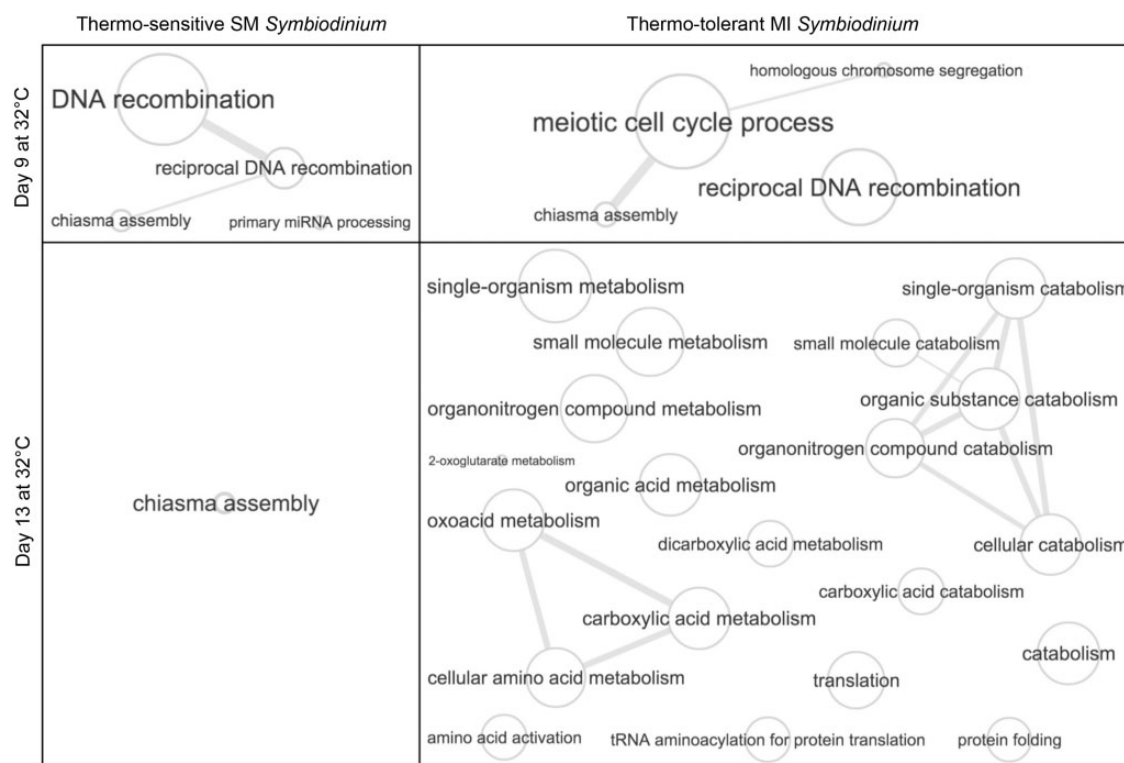 Thermo-sensitive SM Symbiodinium
Thermo-tolerant MI Symbiodinium
Day 9 at 32°C
DNA recombination
reciprocal DNA recombination
chiasma assembly
primary miRNA processing
homologous chromosome segregation
meiotic cell cycle process
reciprocal DNA recombination
chiasma assembly
Day 13 at 32°C
chiasma assembly
single-organism metabolism
single-organism catabolism
small molecule metabolism
small molecule catabolism
organonitrogen compound metabolism
organic substance catabolism
organonitrogen compound catabolism
2-oxoglutarate metabolism
organic acid metabolism
oxoacid metabolism
dicarboxylic acid metabolism
cellular catabolism
carboxylic acid catabolism
carboxylic acid metabolism
catabolism
cellular amino acid metabolism
translation
amino acid activation
tRNA aminoacylation for protein translation
protein folding